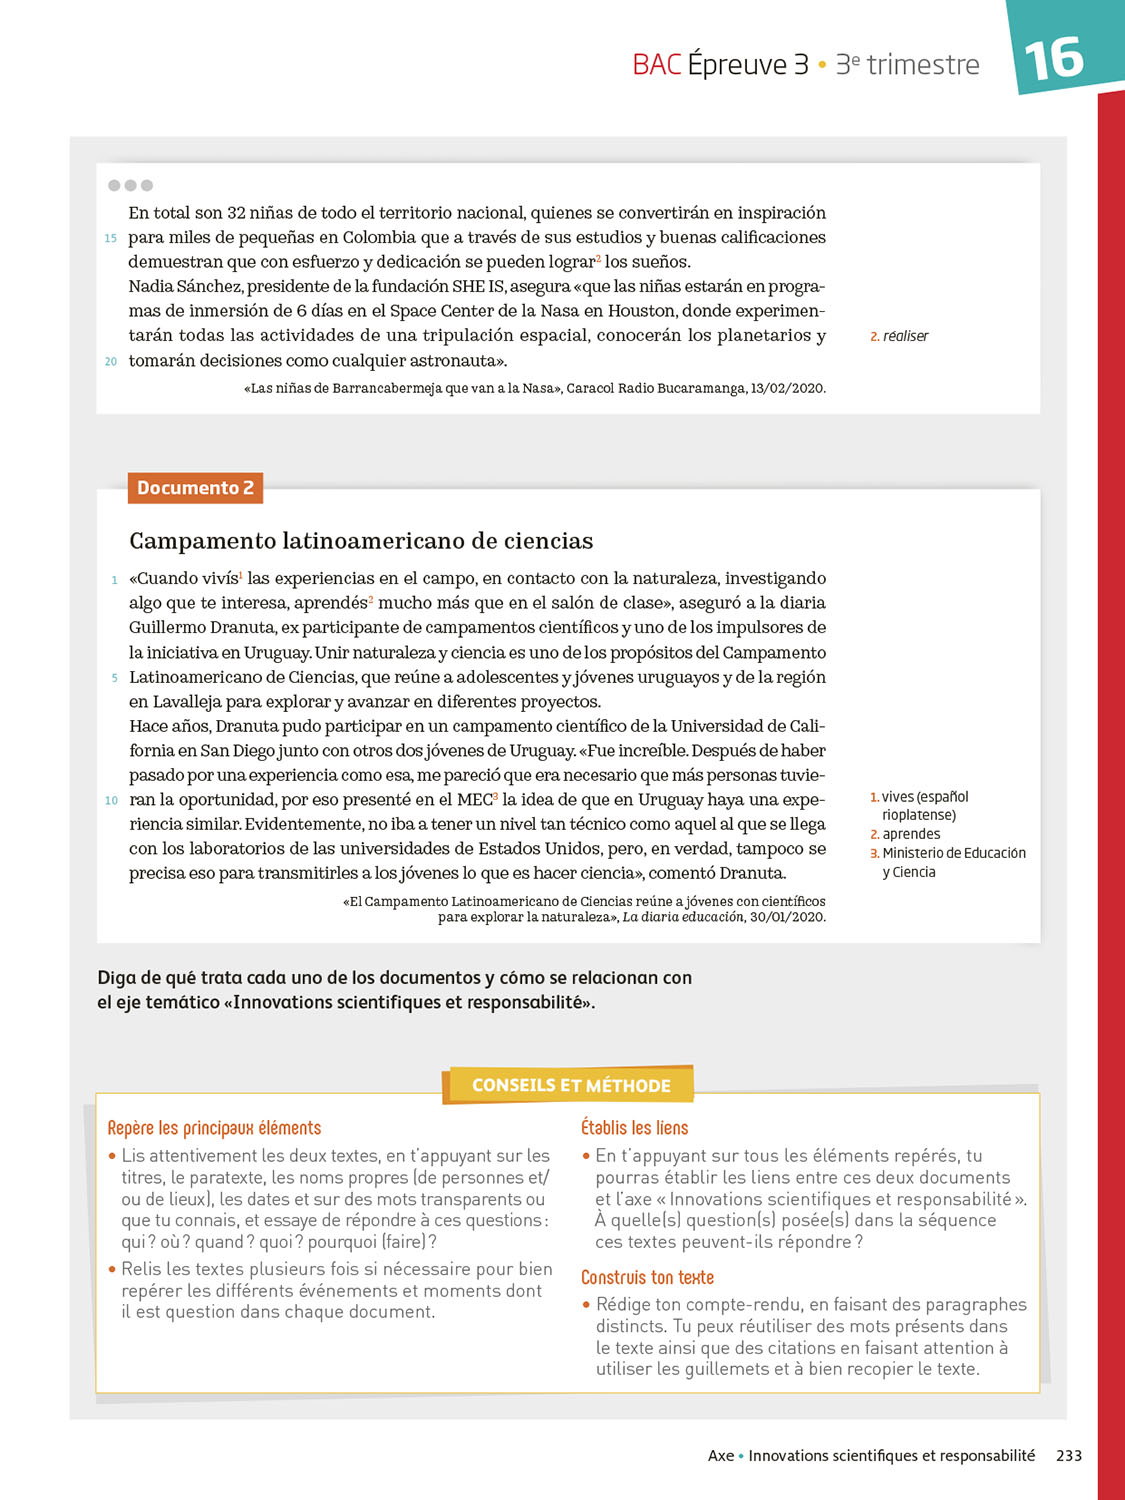 BAC Épreuve 3 • 3e trimestre
16
En total son 32 niñas de todo el territorio nacional, quienes se convertirán en inspiración
15 para miles de pequeñas en Colombia que a través de sus estudios y buenas calificaciones
demuestran que con esfuerzo y dedicación se pueden lograr2 los sueños.
Nadia Sánchez, presidente de la fundación SHE IS, asegura «que las niñas estarán en progra-
mas de inmersión de 6 días en el Space Center de la Nasa en Houston, donde experimen-
tarán todas las actividades de una tripulación espacial, conocerán los planetarios y
20 tomarán decisiones como cualquier astronauta».
2. réaliser
«Las niñas de Barrancabermeja que van a la Nasa», Caracol Radio Bucaramanga, 13/02/2020.
Documento 2
Campamento latinoamericano de ciencias
1 «Cuando vivís1 las experiencias en el campo, en contacto con la naturaleza, investigando
algo que te interesa, aprendés2 mucho más que en el salón de clase», aseguró a la diaria
Guillermo Dranuta, ex participante de campamentos científicos y uno de los impulsores de
la iniciativa en Uruguay. Unir naturaleza y ciencia es uno de los propósitos del Campamento
5 Latinoamericano de Ciencias, que reúne a adolescentes y jóvenes uruguayos y de la región
en Lavalleja para explorar y avanzar en diferentes proyectos.
Hace años, Dranuta pudo participar en un campamento científico de la Universidad de Cali-
fornia en San Diego junto con otros dos jóvenes de Uruguay. «Fue increíble. Después de haber
pasado por una experiencia como esa, me pareció que era necesario que más personas tuvie-
10 ran la oportunidad, por eso presenté en el MEC3 la idea de que en Uruguay haya una expe-
riencia similar. Evidentemente, no iba a tener un nivel tan técnico como aquel al que se llega
con los laboratorios de las universidades de Estados Unidos, pero, en verdad, tampoco se
precisa eso para transmitirles a los jóvenes lo que es hacer ciencia», comentó Dranuta.
1. vives (español
rioplatense)
2. aprendes
3. Ministerio de Educación
y Ciencia
«El Campamento Latinoamericano de Ciencias reúne a jóvenes con científicos
para explorar la naturaleza», La diaria educación, 30/01/2020.
Diga de qué trata cada uno de los documentos y cómo se relacionan con
el eje temático «Innovations scientifiques et responsabilité».
CONSEILS ET MÉTHODE
Repère les principaux éléments
• Lis attentivement les deux textes, en t'appuyant sur les
titres, le paratexte, les noms propres (de personnes et/
ou de lieux), les dates et sur des mots transparents ou
que tu connais, et essaye de répondre à ces questions :
qui ? où ? quand ? quoi ? pourquoi (faire) ?
• Relis les textes plusieurs fois si nécessaire pour bien
repérer les différents événements et moments dont
il est question dans chaque document.
Établis les liens
• En t'appuyant sur tous les éléments repérés, tu
pourras établir les liens entre ces deux documents
et l'axe « Innovations scientifiques et responsabilité ».
À quelle(s) question(s) posée(s) dans la séquence
ces textes peuvent-ils répondre ?
Construis ton texte
• Rédige ton compte-rendu, en faisant des paragraphes
distincts. Tu peux réutiliser des mots présents dans
le texte ainsi que des citations en faisant attention à
utiliser les guillemets et à bien recopier le texte.
Axe • Innovations scientifiques et responsabilité 233